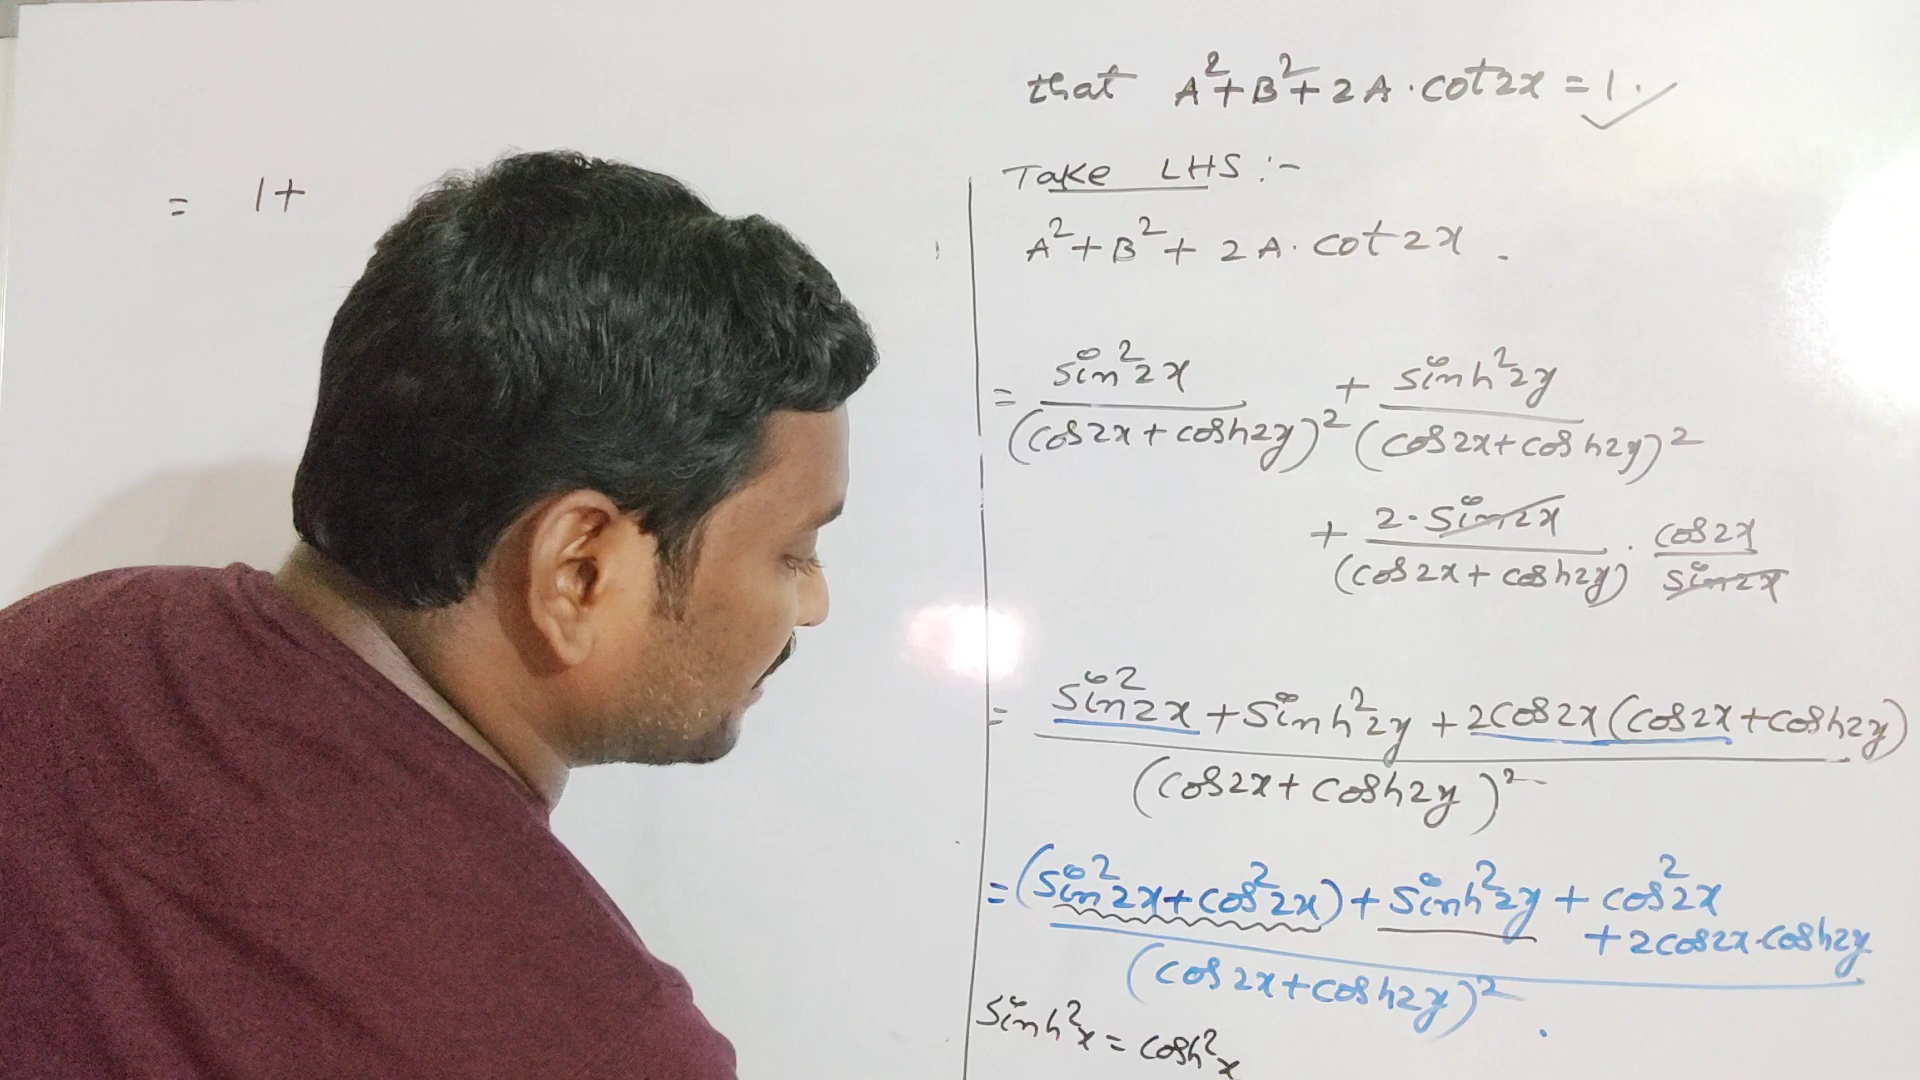 that A²+B²+2A·cot2x = 1.
Take LHS :-
A²+B²+ 2A. cot2x .
= sin²2x / (cos2x+cosh2y)² + sinh²2y / (cos2x+cosh2y)²
+ 2·sin2x / (cos2x+cosh2y) · cos2x / sin2x
= sin²2x + sinh²2y + 2cos2x(cos2x+cosh2y)
(cos2x+cosh2y)²
= (sin²2x+cos²2x) + sinh²2y + cos²2x
+2cos2x·cosh2y
(cos2x+cosh2y)² .
sinh²x = cosh²x
= 1+